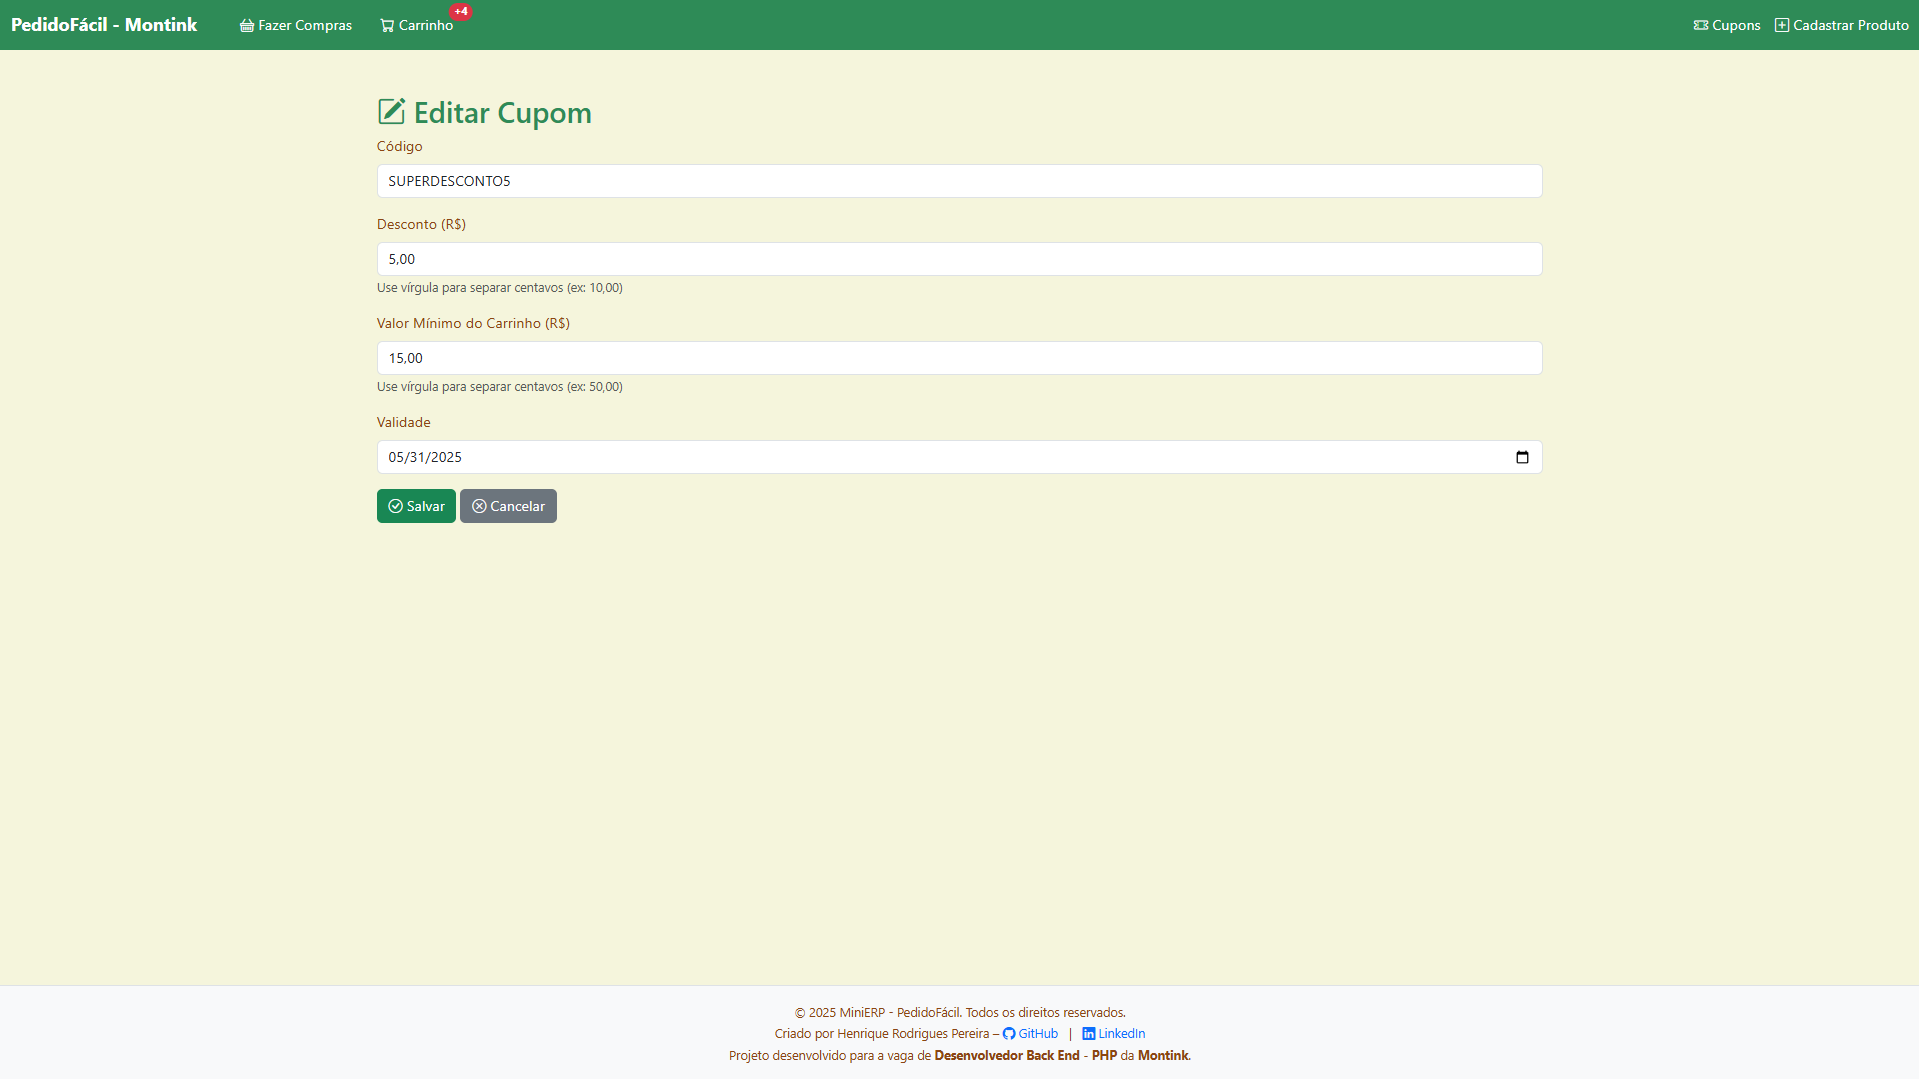 PedidoFácil - Montink Fazer Compras Carrinho +4 Cupons Cadastrar Produto
Editar Cupom
Código
SUPERDESCONTO5
Desconto (R$)
5,00
Use vírgula para separar centavos (ex: 10,00)
Valor Mínimo do Carrinho (R$)
15,00
Use vírgula para separar centavos (ex: 50,00)
Validade
05/31/2025
Salvar Cancelar
© 2025 MiniERP - PedidoFácil. Todos os direitos reservados.
Criado por Henrique Rodrigues Pereira – GitHub | LinkedIn
Projeto desenvolvido para a vaga de Desenvolvedor Back End - PHP da Montink.